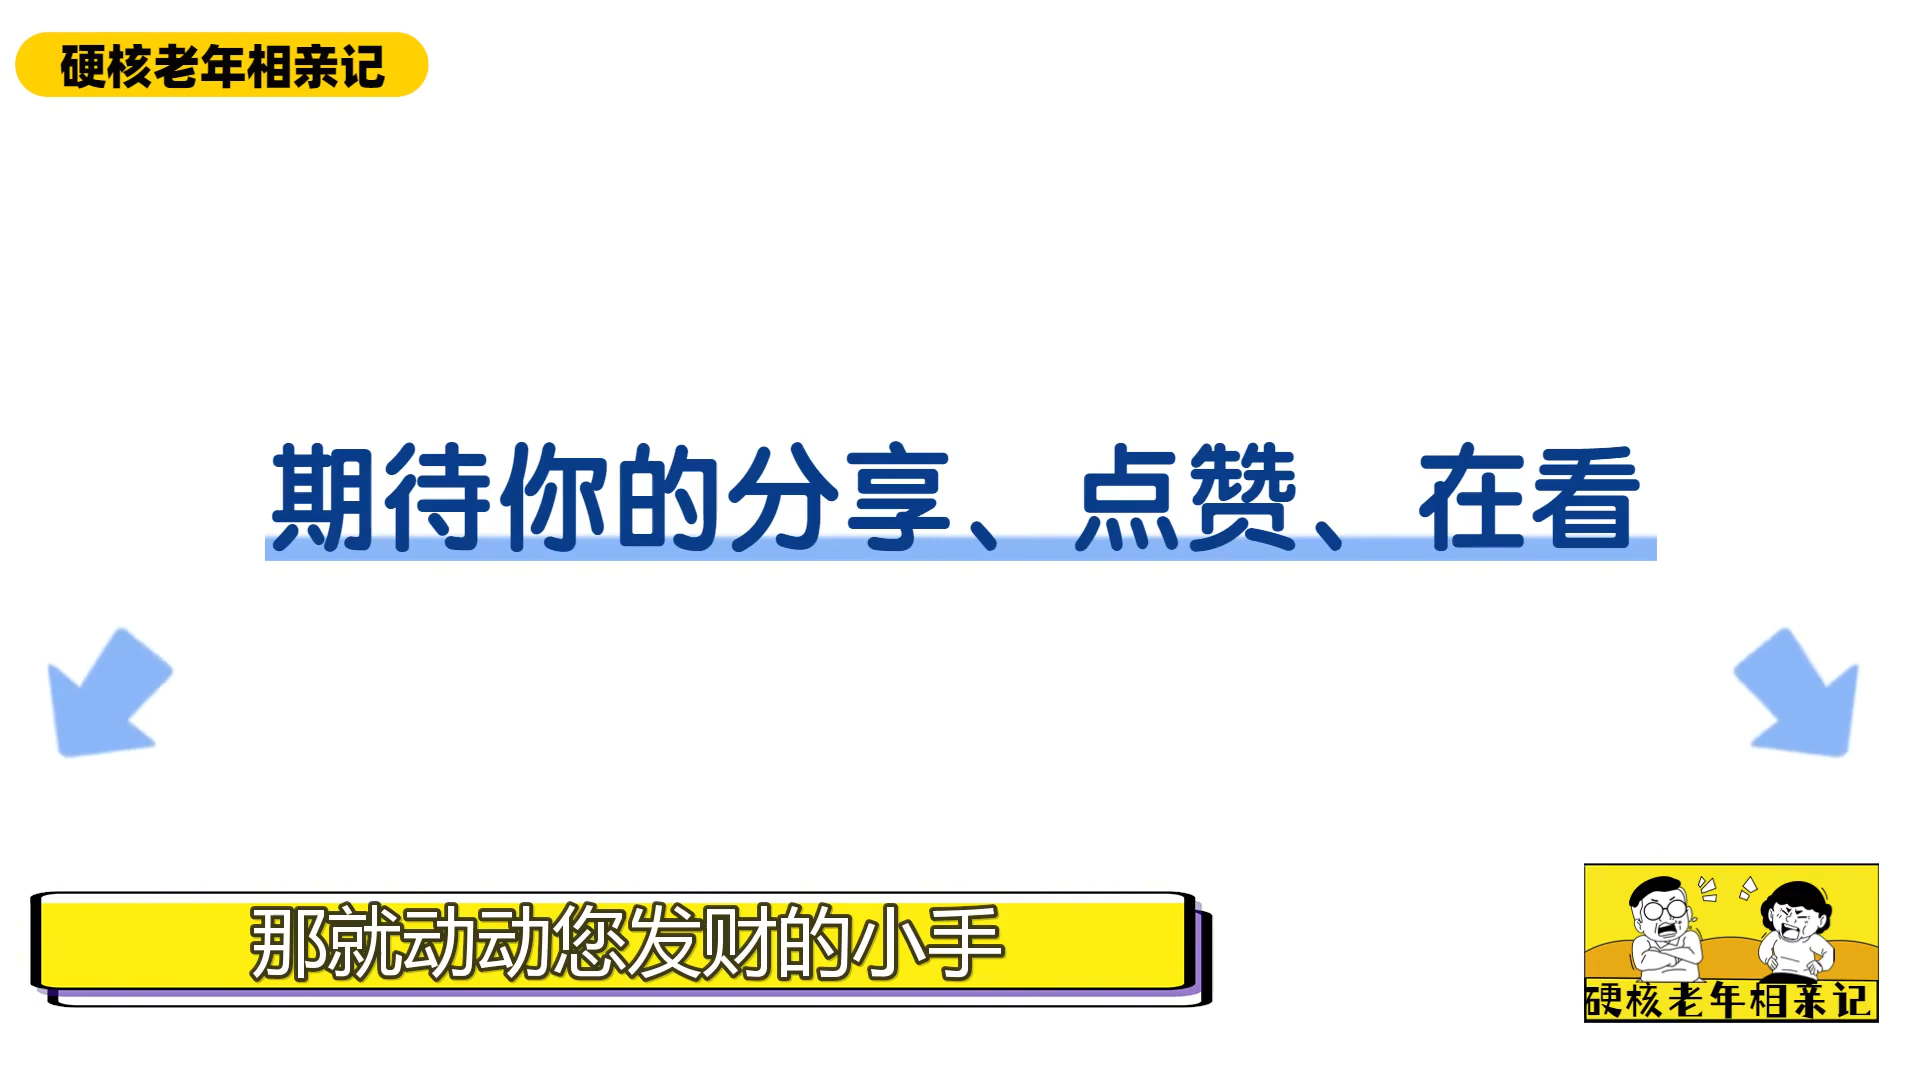 硬核老年相亲记
期待你的分享、点赞、在看
那就动动您发财的小手
硬核老年相亲记